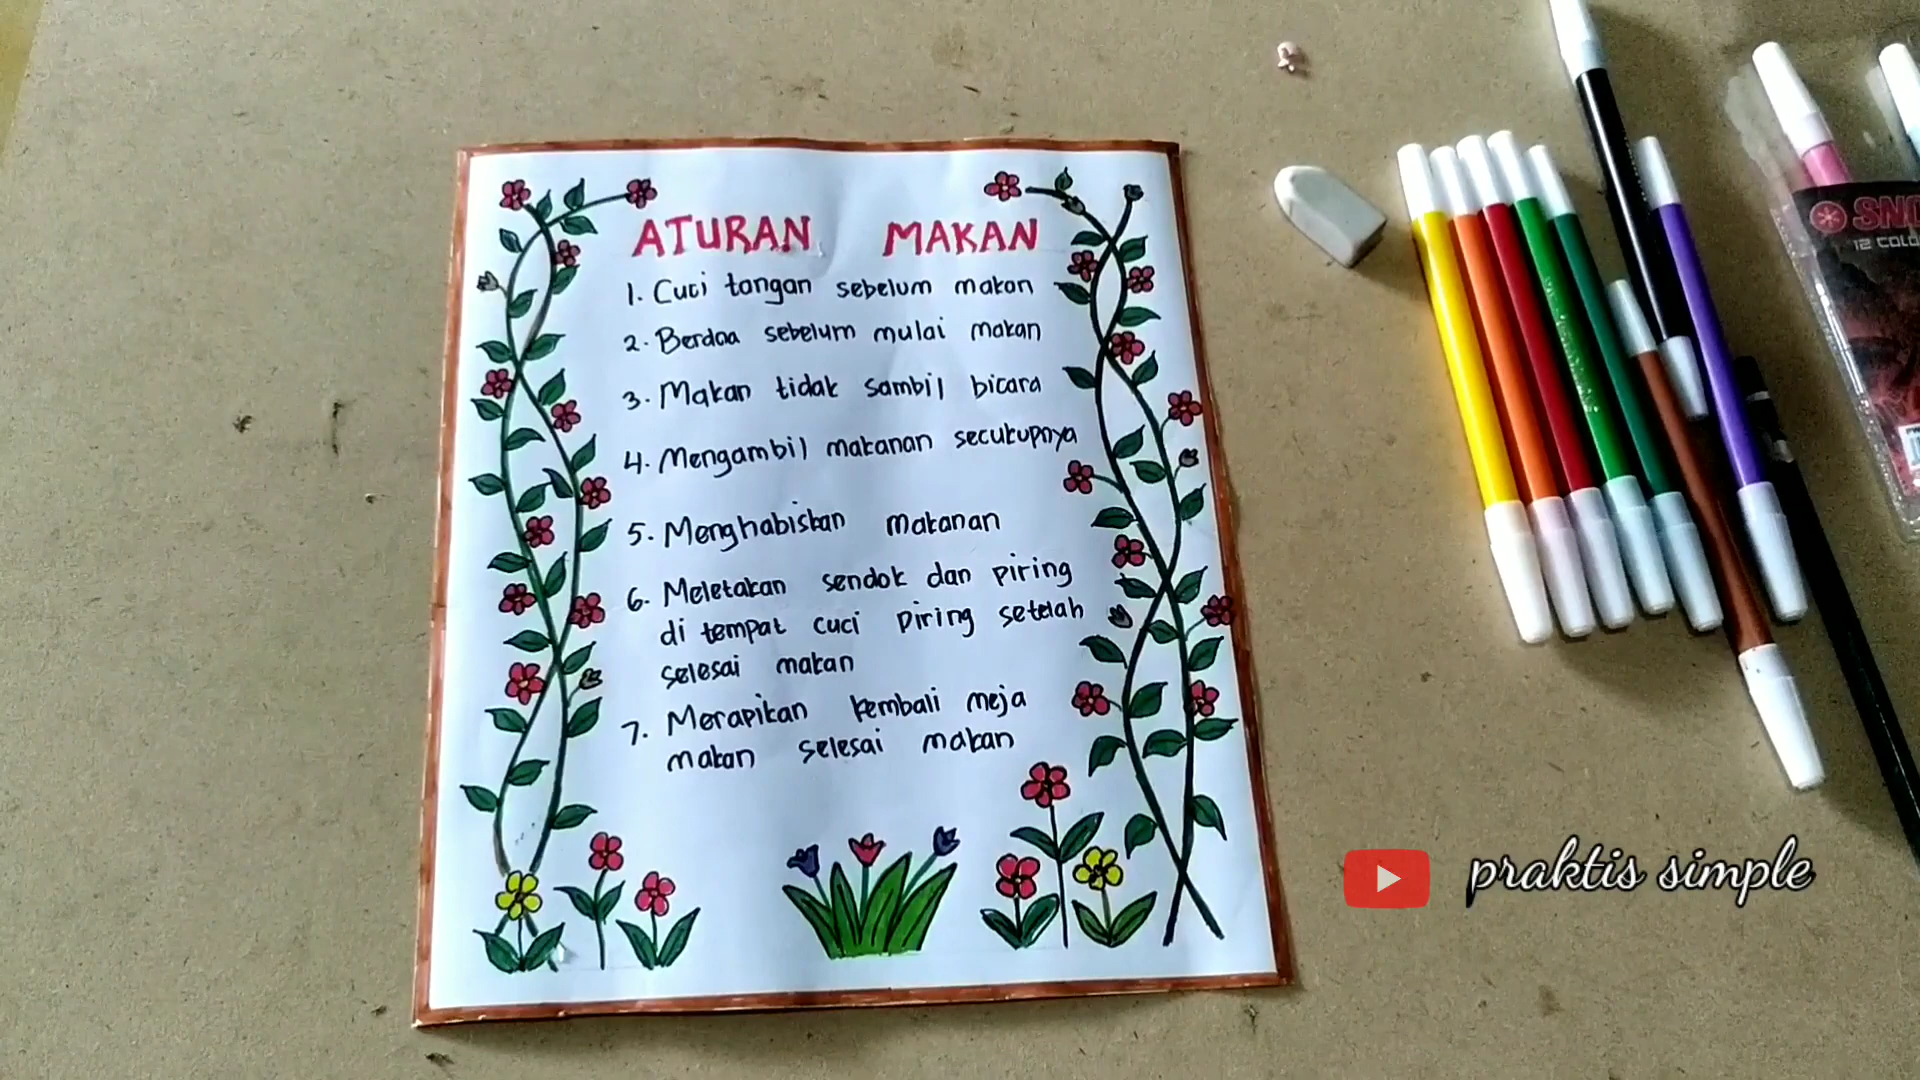 ATURAN MAKAN
1. Cuci tangan sebelum makan
2. Berdoa sebelum mulai makan
3. Makan tidak sambil bicara
4. Mengambil makanan secukupnya
5. Menghabiskan makanan
6. Meletakan sendok dan piring
di tempat cuci piring setelah
selesai makan
7. Merapikan kembali meja
makan selesai makan
12 COLO
praktis simple